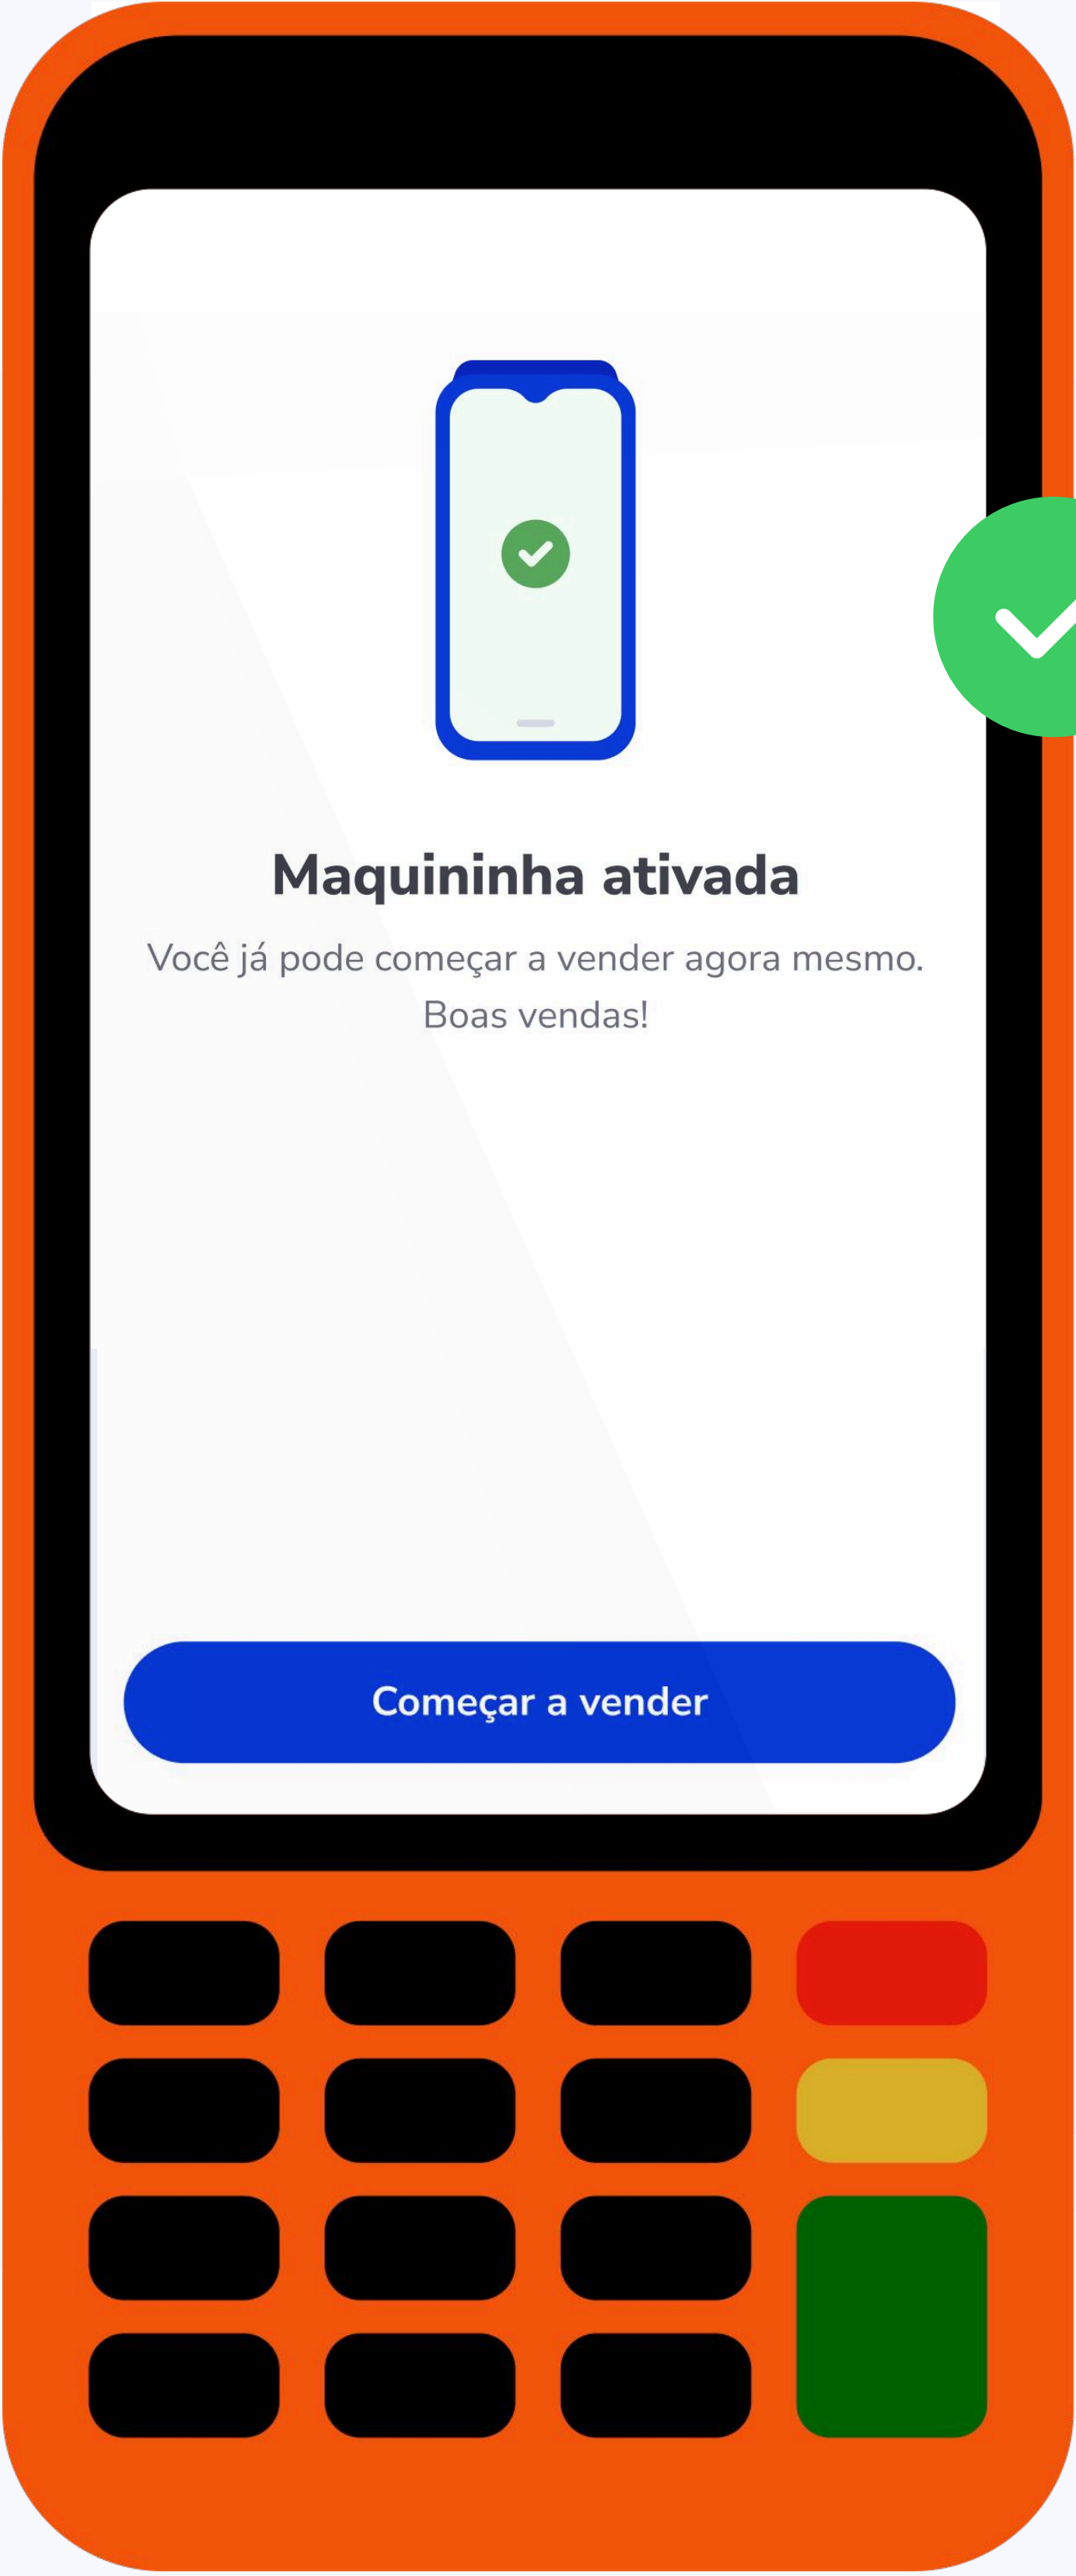 Maquininha ativada
Você já pode começar a vender agora mesmo.
Boas vendas!
Começar a vender